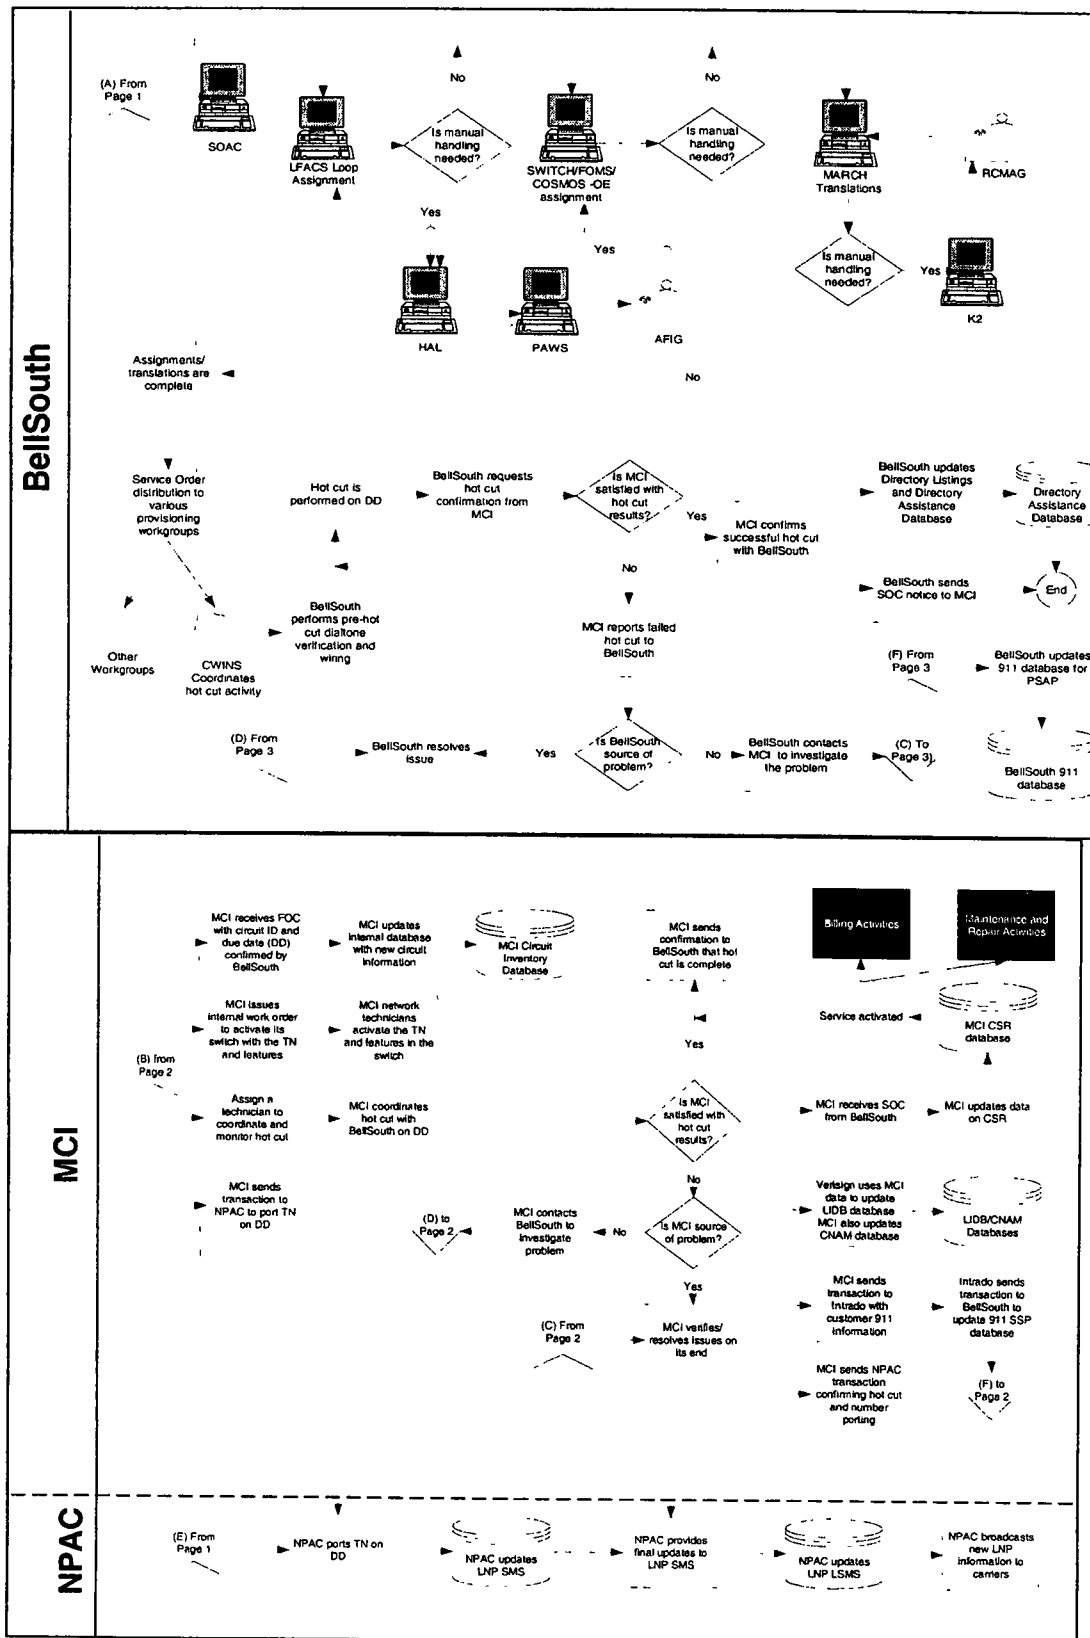 BellSouth
(A) From
Page 1
SOAC
LFACS Loop
Assignment
No
Is manual
handling
needed?
Yes
HAL
SWITCH/FOMS/
COSMOS -OE
assignment
PAWS
No
Is manual
handling
needed?
Yes
AFIG
No
MARCH
Translations
RCMAG
Is manual
handling
needed?
Yes
K2
Assignments/
translations are
complete
Service Order
distribution to
various
provisioning
workgroups
Other
Workgroups
CWINS
Coordinates
hot cut activity
BellSouth
performs pre-hot
cut dialtone
verification and
wiring
Hot cut is
performed on DD
BellSouth requests
hot cut
confirmation from
MCI
Is MCI
satisfied with
hot cut
results?
Yes
MCI confirms
successful hot cut
with BellSouth
No
MCI reports failed
hot cut to
BellSouth
Is BellSouth
source of
problem?
Yes
BellSouth resolves
issue
(D) From
Page 3
No
BellSouth contacts
MCI to investigate
the problem
(C) To
Page 3
BellSouth updates
Directory Listings
and Directory
Assistance
Database
Directory
Assistance
Database
BellSouth sends
SOC notice to MCI
End
(F) From
Page 3
BellSouth updates
911 database for
PSAP
BellSouth 911
database
MCI
(B) from
Page 2
MCI receives FOC
with circuit ID and
due date (DD)
confirmed by
BellSouth
MCI updates
internal database
with new circuit
information
MCI Circuit
Inventory
Database
MCI issues
internal work order
to activate its
switch with the TN
and features
MCI network
technicians
activate the TN
and features in the
switch
Assign a
technician to
coordinate and
monitor hot cut
MCI coordinates
hot cut with
BellSouth on DD
MCI sends
transaction to
NPAC to port TN
on DD
MCI sends
confirmation to
BellSouth that hot
cut is complete
Yes
Is MCI
satisfied with
hot cut
results?
No
Is MCI source
of problem?
No
MCI contacts
BellSouth to
investigate
problem
(D) to
Page 2
Yes
MCI verifies/
resolves issues on
its end
(C) From
Page 2
Billing Activities
Maintenance and
Repair Activities
Service activated
MCI CSR
database
MCI receives SOC
from BellSouth
MCI updates data
on CSR
Verisign uses MCI
data to update
LIDB database
MCI also updates
CNAM database
LIDB/CNAM
Databases
MCI sends
transaction to
Intrado with
customer 911
information
Intrado sends
transaction to
BellSouth to
update 911 SSP
database
MCI sends NPAC
transaction
confirming hot cut
and number
porting
(F) to
Page 2
NPAC
(E) From
Page 1
NPAC ports TN on
DD
NPAC updates
LNP SMS
NPAC provides
final updates to
LNP SMS
NPAC updates
LNP LSMS
NPAC broadcasts
new LNP
information to
carriers